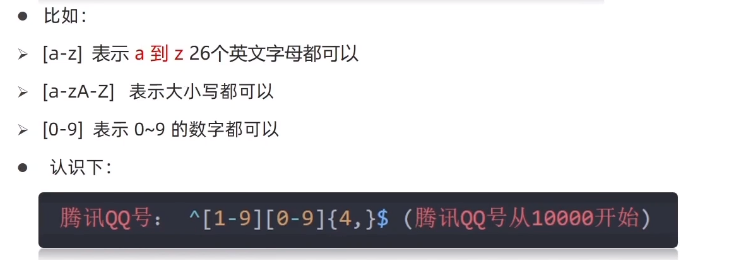 ● 比如：
➢ [a-z] 表示 a 到 z 26个英文字母都可以
➢ [a-zA-Z] 表示大小写都可以
➢ [0-9] 表示 0~9 的数字都可以
● 认识下：
腾讯QQ号： ^[1-9][0-9]{4,}$ (腾讯QQ号从10000开始)